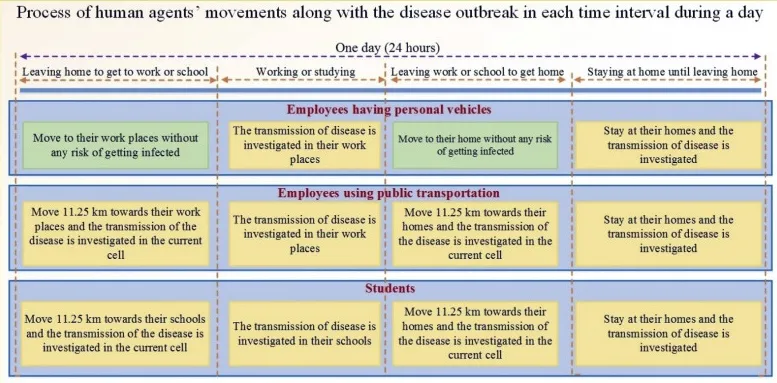 Process of human agents' movements along with the disease outbreak in each time interval during a day
One day (24 hours)
Leaving home to get to work or school
Working or studying
Leaving work or school to get home
Staying at home until leaving home
Employees having personal vehicles
Move to their work places without
any risk of getting infected
The transmission of disease is
investigated in their work
places
Move to their home without any risk
of getting infected
Stay at their homes and the
transmission of disease is
investigated
Employees using public transportation
Move 11.25 km towards their work
places and the transmission of the
disease is investigated in the current
cell
The transmission of disease is
investigated in their work
places
Move 11.25 km towards their
homes and the transmission of
the disease is investigated in the
current cell
Stay at their homes and the
transmission of disease is
investigated
Students
Move 11.25 km towards their schools
and the transmission of the disease is
investigated in the current cell
The transmission of disease is
investigated in their schools
Move 11.25 km towards their
homes and the transmission of
the disease is investigated in the
current cell
Stay at their homes and the
transmission of disease is
investigated